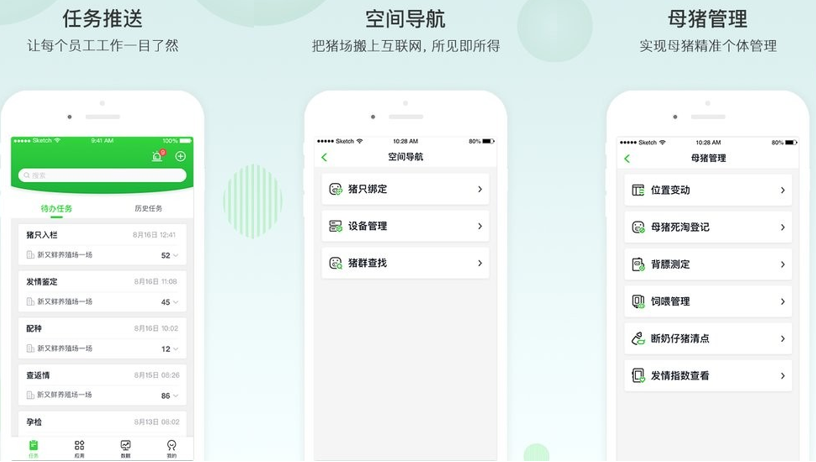 任务推送
让每个员工工作一目了然
Sketch 9:41 AM 100%
搜索
待办任务 历史任务
猪只入栏 8月16日 12:41
新又鲜养殖场一场 52
发情鉴定 8月16日 11:08
新又鲜养殖场一场 45
配种 8月16日 10:02
新又鲜养殖场一场 12
查返情 8月15日 08:26
新又鲜养殖场一场 86
孕检 8月13日 08:02
任务 应用 数据 我的
空间导航
把猪场搬上互联网, 所见即所得
Sketch 10:28 AM 80%
空间导航
猪只绑定
设备管理
猪群查找
母猪管理
实现母猪精准个体管理
Sketch 10:28 AM 80%
母猪管理
位置变动
母猪死淘登记
背膘测定
饲喂管理
断奶仔猪清点
发情指数查看